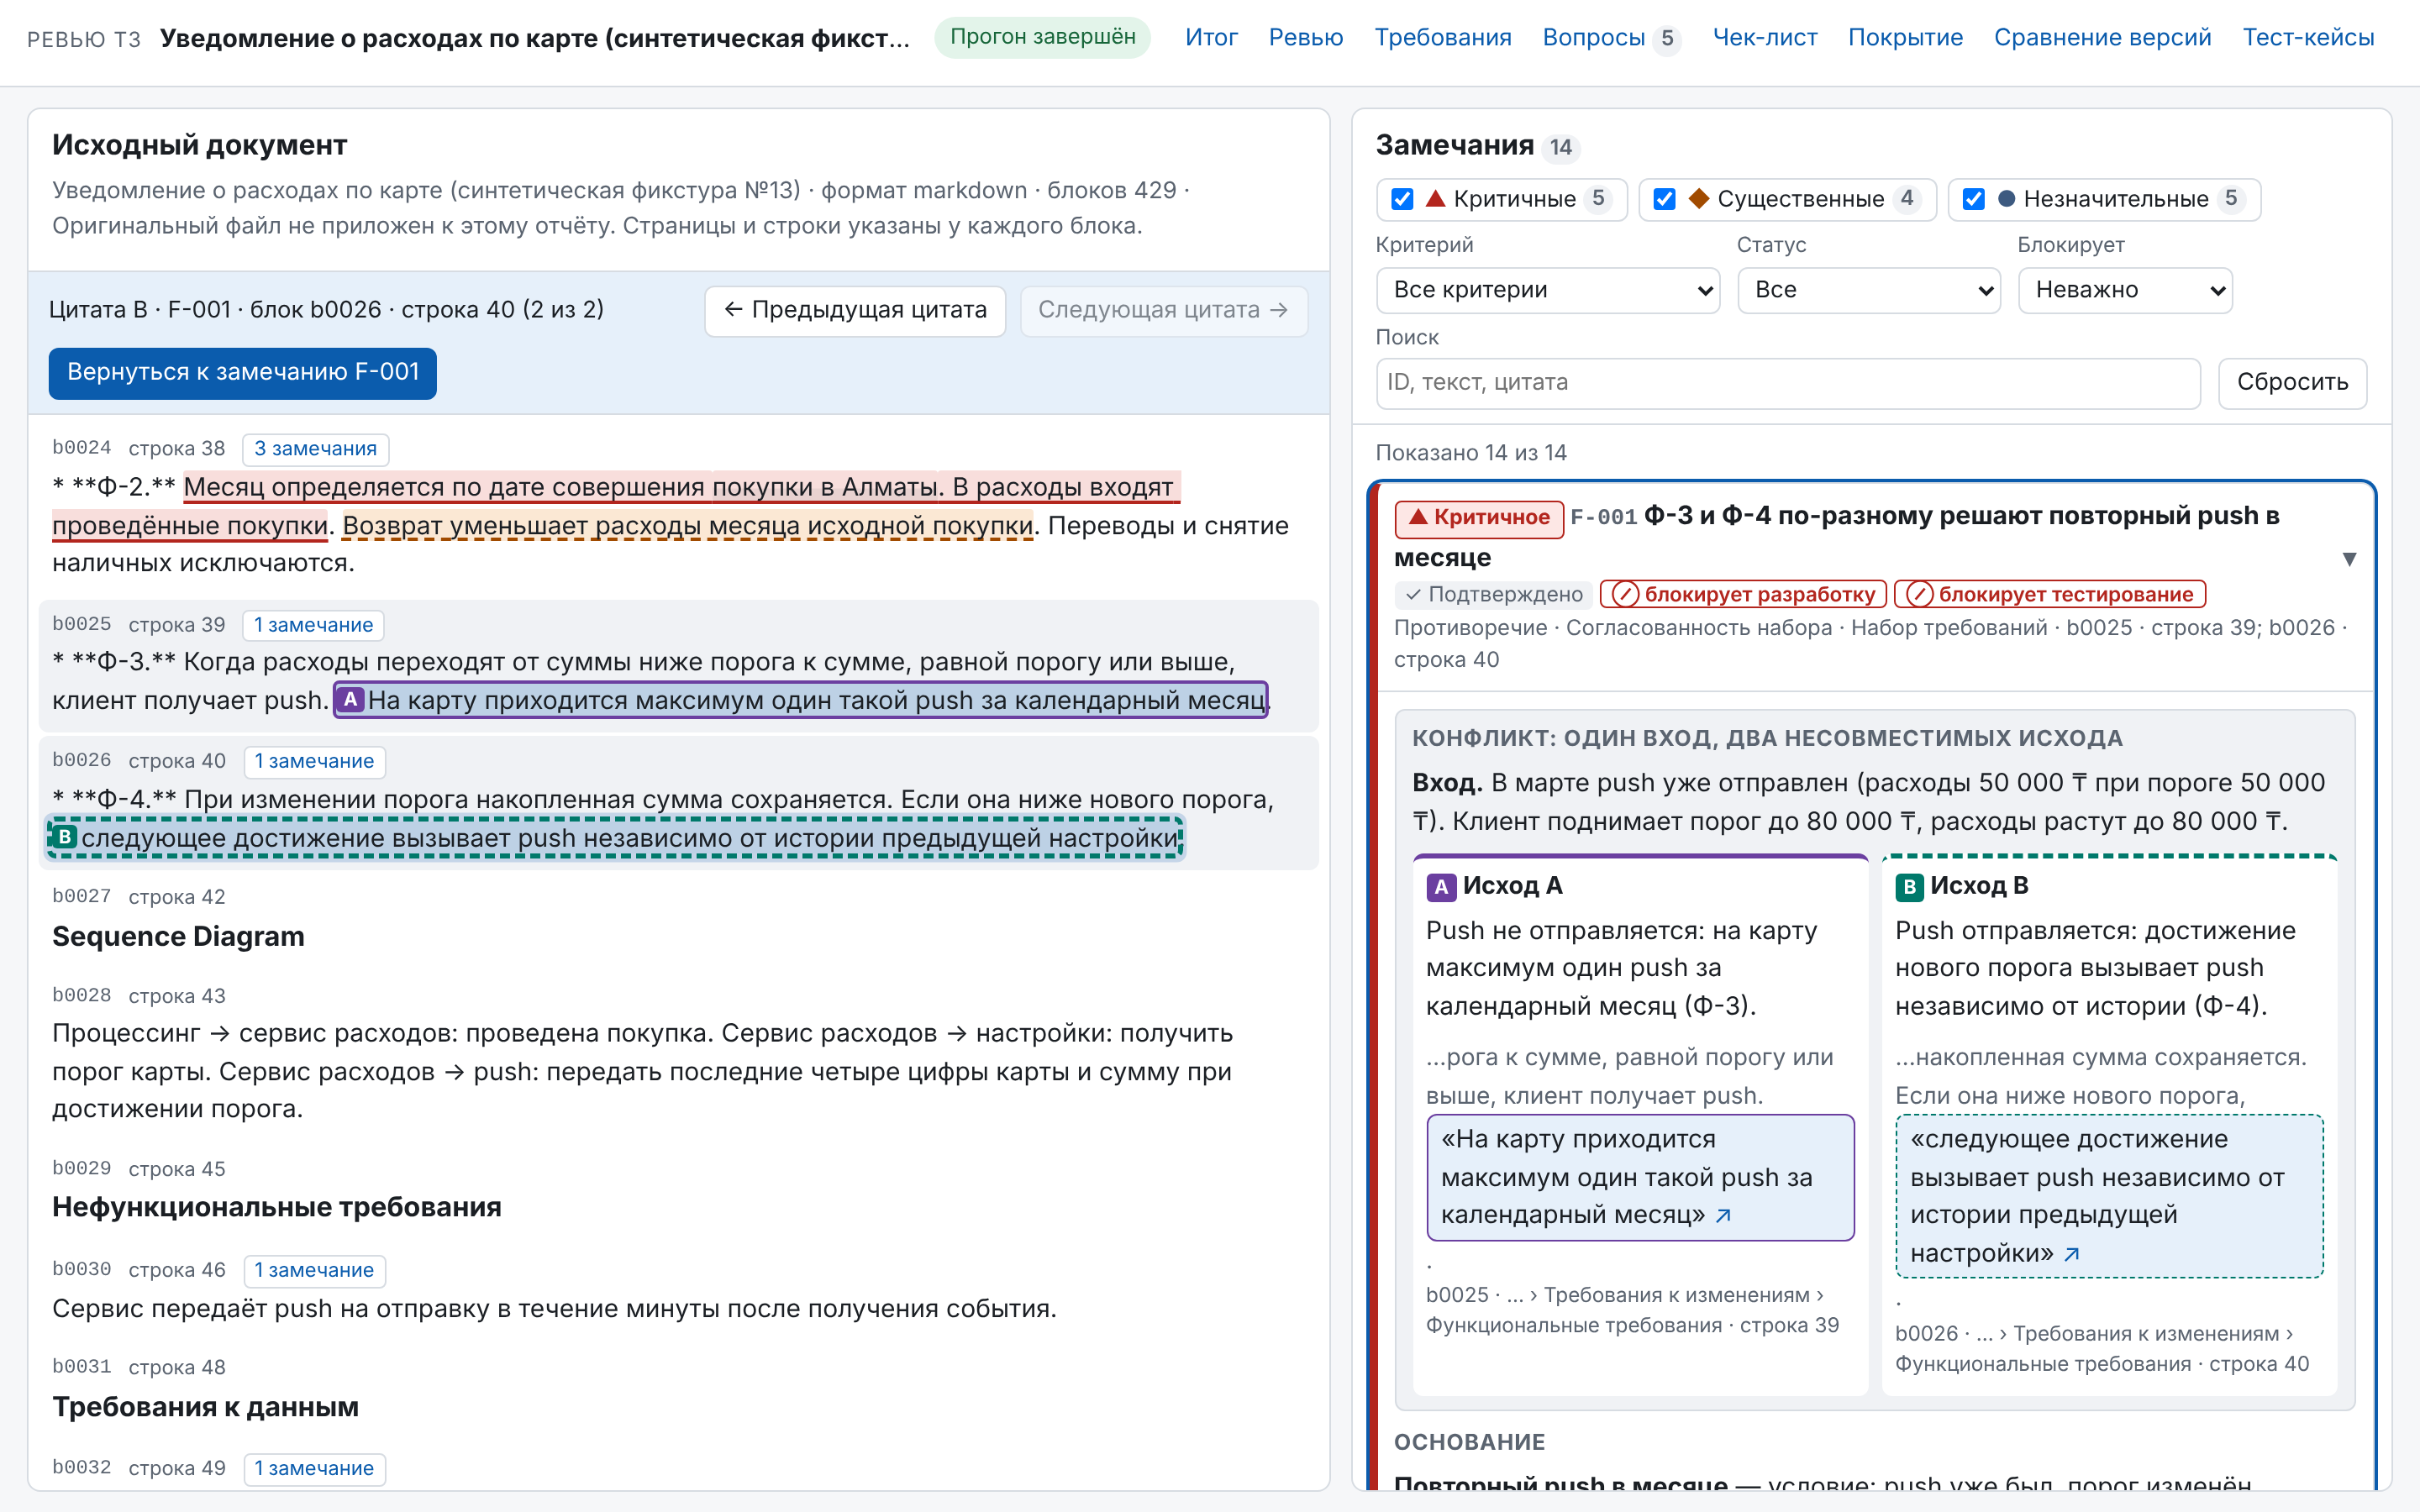 РЕВЬЮ ТЗ Уведомление о расходах по карте (синтетическая фикст... Прогон завершён Итог Ревью Требования Вопросы 5 Чек-лист Покрытие Сравнение версий Тест-кейсы
Исходный документ
Уведомление о расходах по карте (синтетическая фикстура №13) · формат markdown · блоков 429 ·
Оригинальный файл не приложен к этому отчёту. Страницы и строки указаны у каждого блока.
Цитата B · F-001 · блок b0026 · строка 40 (2 из 2) ← Предыдущая цитата Следующая цитата →
Вернуться к замечанию F-001
b0024 строка 38 3 замечания
* **Ф-2.** Месяц определяется по дате совершения покупки в Алматы. В расходы входят
проведённые покупки. Возврат уменьшает расходы месяца исходной покупки. Переводы и снятие
наличных исключаются.
b0025 строка 39 1 замечание
* **Ф-3.** Когда расходы переходят от суммы ниже порога к сумме, равной порогу или выше,
клиент получает push. A На карту приходится максимум один такой push за календарный месяц.
b0026 строка 40 1 замечание
* **Ф-4.** При изменении порога накопленная сумма сохраняется. Если она ниже нового порога,
B следующее достижение вызывает push независимо от истории предыдущей настройки.
b0027 строка 42
Sequence Diagram
b0028 строка 43
Процессинг → сервис расходов: проведена покупка. Сервис расходов → настройки: получить
порог карты. Сервис расходов → push: передать последние четыре цифры карты и сумму при
достижении порога.
b0029 строка 45
Нефункциональные требования
b0030 строка 46 1 замечание
Сервис передаёт push на отправку в течение минуты после получения события.
b0031 строка 48
Требования к данным
b0032 строка 49 1 замечание
Замечания 14
Критичные 5 Существенные 4 Незначительные 5
Критерий Статус Блокирует
Все критерии Все Неважно
Поиск
ID, текст, цитата Сбросить
Показано 14 из 14
Критичное F-001 Ф-3 и Ф-4 по-разному решают повторный push в
месяце
✓ Подтверждено блокирует разработку блокирует тестирование
Противоречие · Согласованность набора · Набор требований · b0025 · строка 39; b0026 ·
строка 40
КОНФЛИКТ: ОДИН ВХОД, ДВА НЕСОВМЕСТИМЫХ ИСХОДА
Вход. В марте push уже отправлен (расходы 50 000 ₸ при пороге 50 000
₸). Клиент поднимает порог до 80 000 ₸, расходы растут до 80 000 ₸.
A Исход A
Push не отправляется: на карту
максимум один push за
календарный месяц (Ф-3).
...рога к сумме, равной порогу или
выше, клиент получает push.
«На карту приходится
максимум один такой push за
календарный месяц» ↗
.
b0025 · ... › Требования к изменениям ›
Функциональные требования · строка 39
B Исход B
Push отправляется: достижение
нового порога вызывает push
независимо от истории (Ф-4).
...накопленная сумма сохраняется.
Если она ниже нового порога,
«следующее достижение
вызывает push независимо от
истории предыдущей
настройки» ↗
.
b0026 · ... › Требования к изменениям ›
Функциональные требования · строка 40
ОСНОВАНИЕ
Повторный push в месяце — условие: push уже был, порог изменён